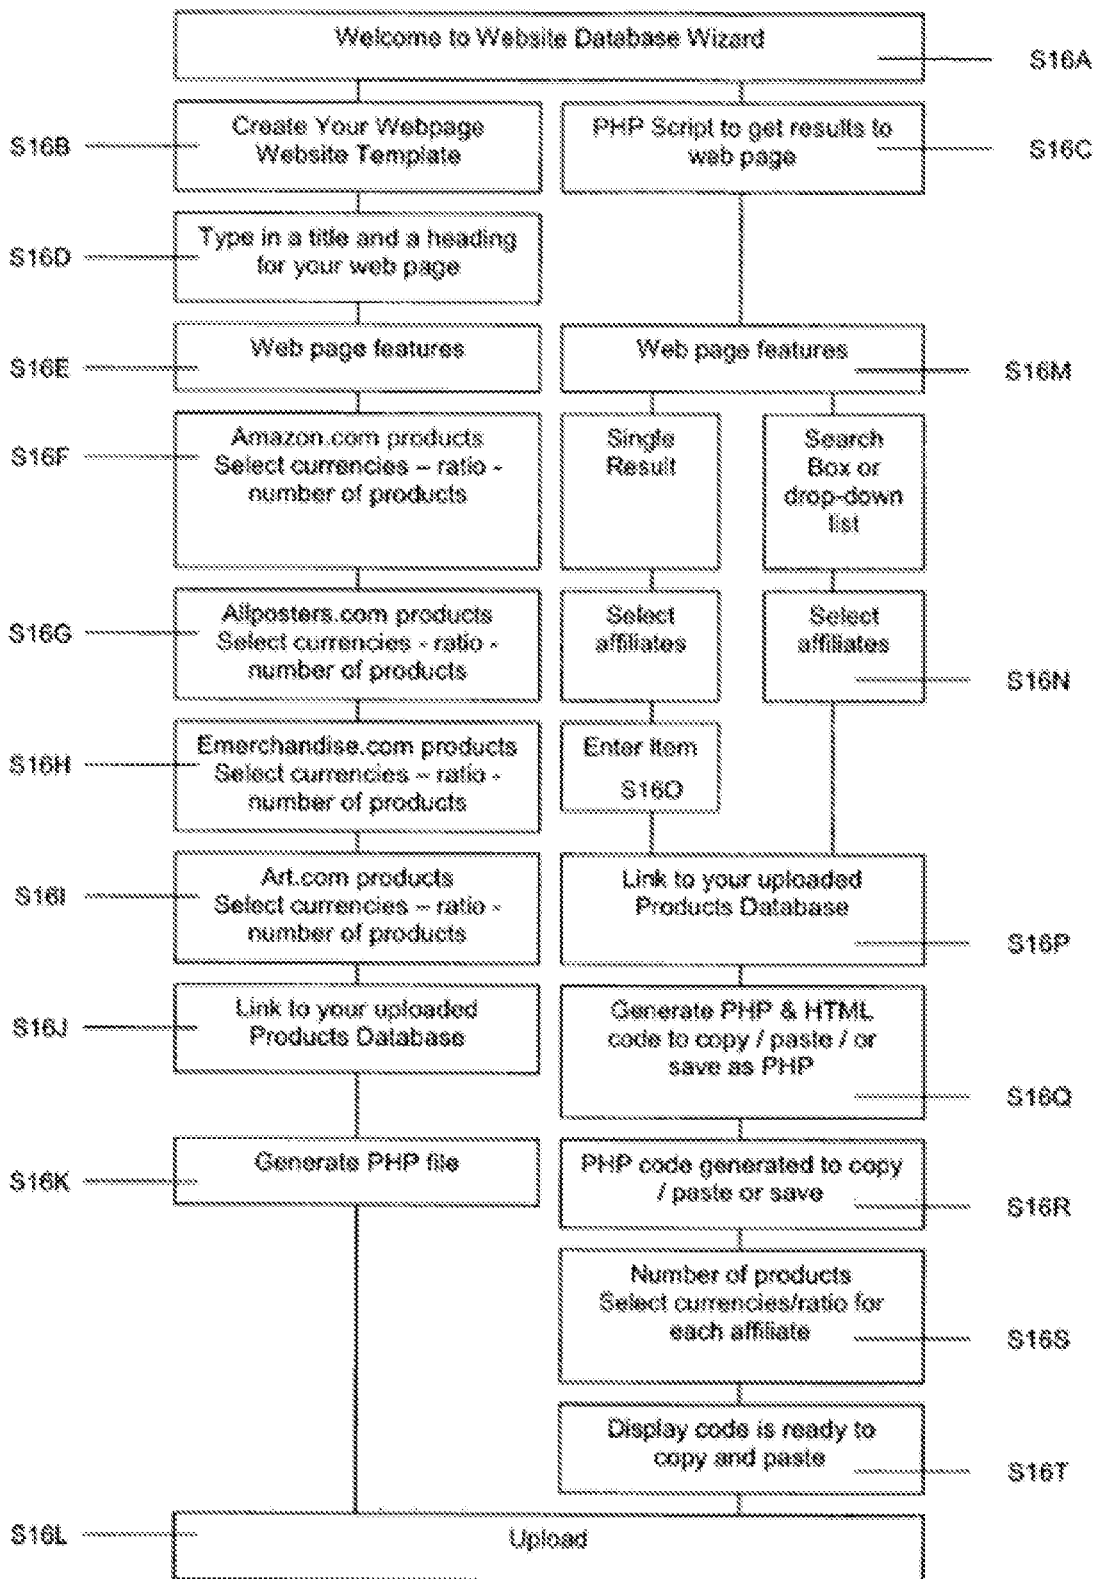 Welcome to Website Database Wizard
S16A
S16B
Create Your Webpage
Website Template
PHP Script to get results to
web page
S16C
S16D
Type in a title and a heading
for your web page
S16E
Web page features
Web page features
S16M
S16F
Amazon.com products
Select currencies – ratio -
number of products
Single
Result
Search
Box or
drop-down
list
S16G
Allposters.com products
Select currencies - ratio -
number of products
Select
affiliates
Select
affiliates
S16N
S16H
Emerchandise.com products
Select currencies – ratio -
number of products
Enter Item
S16O
S16I
Art.com products
Select currencies – ratio -
number of products
Link to your uploaded
Products Database
S16P
S16J
Link to your uploaded
Products Database
Generate PHP & HTML
code to copy / paste / or
save as PHP
S16Q
S16K
Generate PHP file
PHP code generated to copy
/ paste or save
S16R
Number of products
Select currencies/ratio for
each affiliate
S16S
Display code is ready to
copy and paste
S16T
S16L
Upload